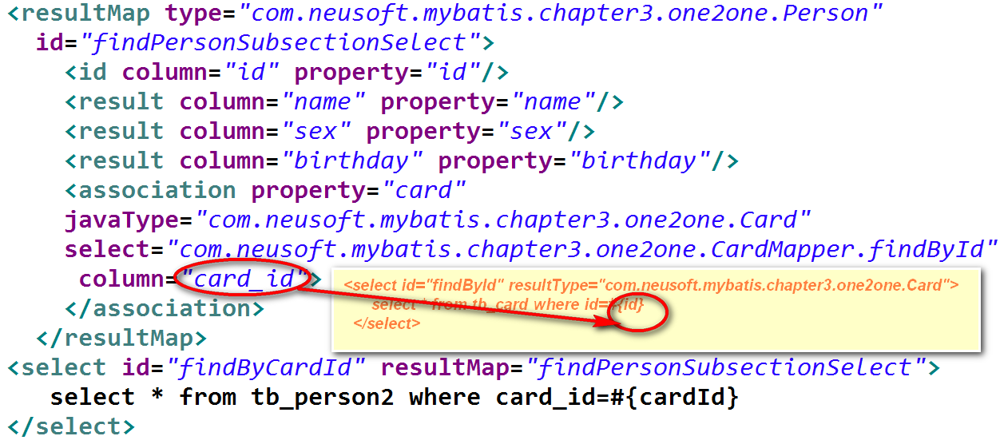 <resultMap type="com.neusoft.mybatis.chapter3.one2one.Person"
id="findPersonSubsectionSelect">
<id column="id" property="id"/>
<result column="name" property="name"/>
<result column="sex" property="sex"/>
<result column="birthday" property="birthday"/>
<association property="card"
javaType="com.neusoft.mybatis.chapter3.one2one.Card"
select="com.neusoft.mybatis.chapter3.one2one.CardMapper.findById"
column="card_id">
<select id="findById" resultType="com.neusoft.mybatis.chapter3.one2one.Card">
select * from tb_card where id=#{id}
</select>
</association>
</resultMap>
<select id="findByCardId" resultMap="findPersonSubsectionSelect">
select * from tb_person2 where card_id=#{cardId}
</select>